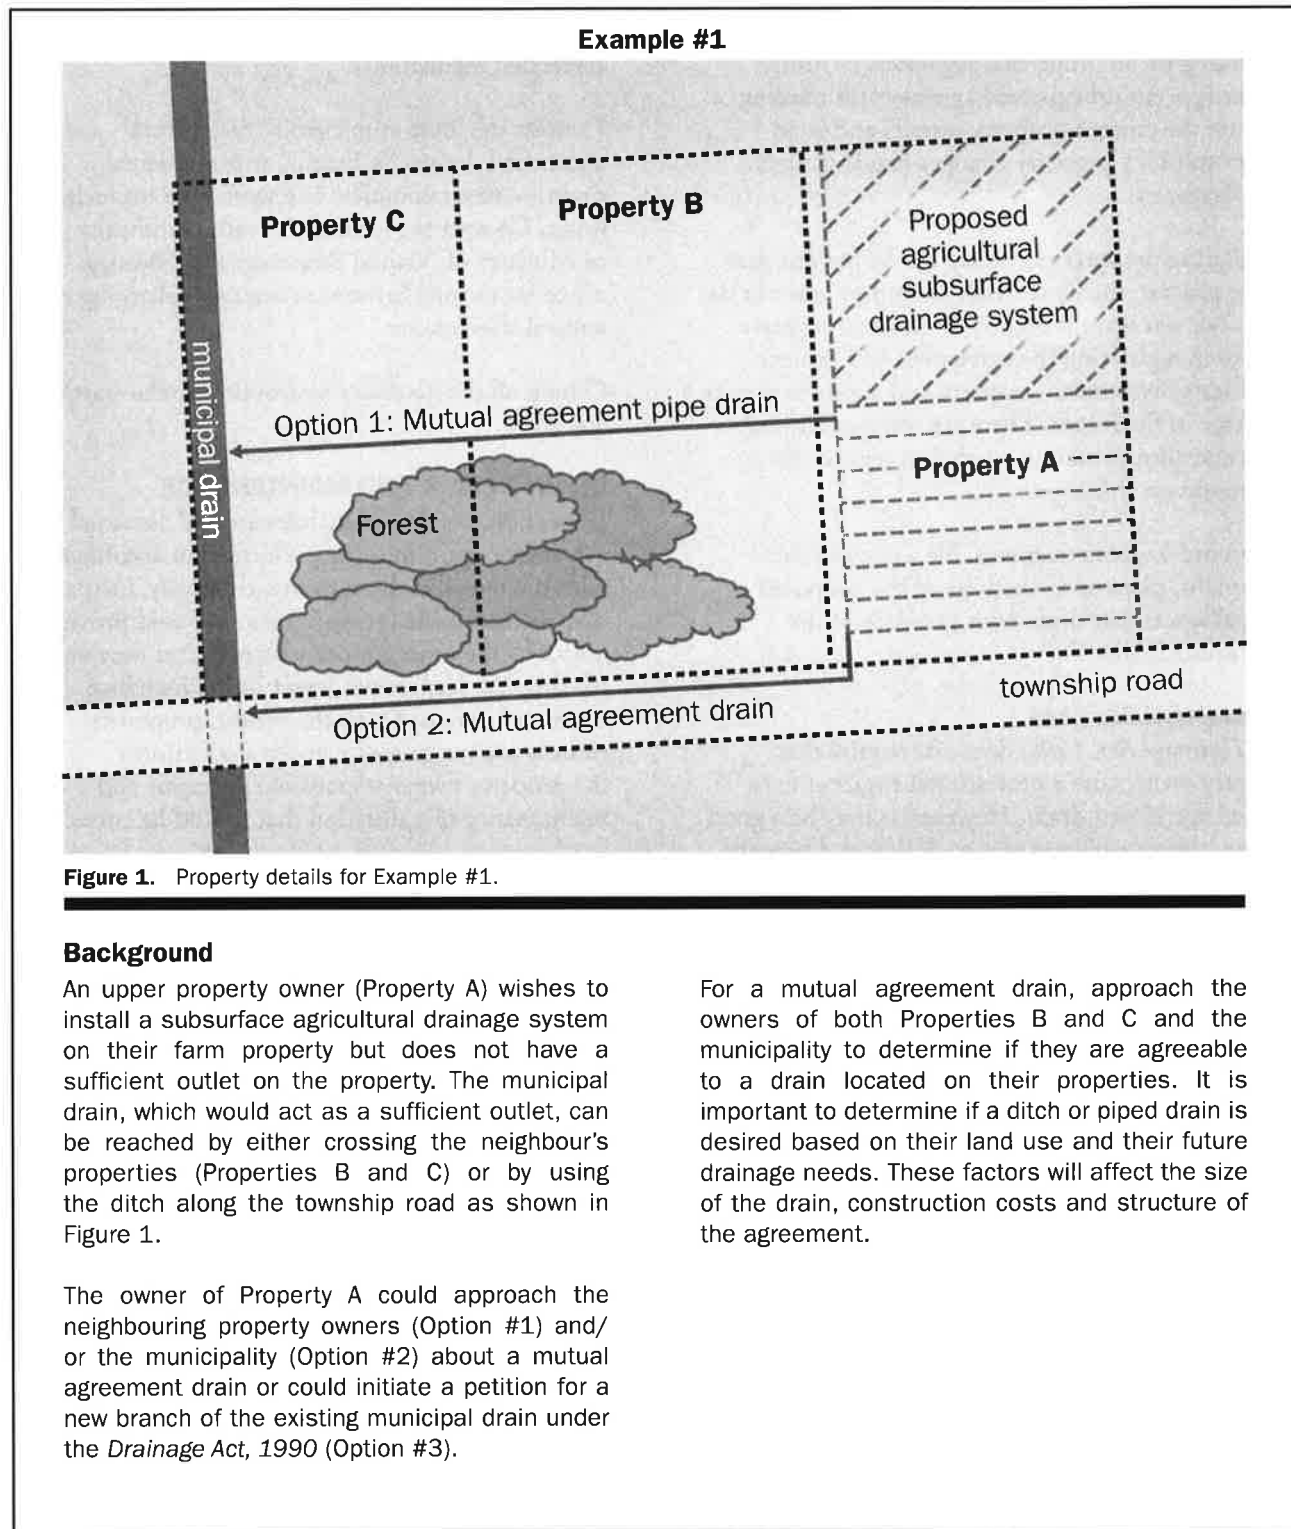 Example #1
Property C
Property B
Proposed
agricultural
subsurface
drainage system
municipal drain
Option 1: Mutual agreement pipe drain
Property A
Forest
township road
Option 2: Mutual agreement drain
Figure 1. Property details for Example #1.
Background
An upper property owner (Property A) wishes to
install a subsurface agricultural drainage system
on their farm property but does not have a
sufficient outlet on the property. The municipal
drain, which would act as a sufficient outlet, can
be reached by either crossing the neighbour's
properties (Properties B and C) or by using
the ditch along the township road as shown in
Figure 1.
The owner of Property A could approach the
neighbouring property owners (Option #1) and/
or the municipality (Option #2) about a mutual
agreement drain or could initiate a petition for a
new branch of the existing municipal drain under
the Drainage Act, 1990 (Option #3).
For a mutual agreement drain, approach the
owners of both Properties B and C and the
municipality to determine if they are agreeable
to a drain located on their properties. It is
important to determine if a ditch or piped drain is
desired based on their land use and their future
drainage needs. These factors will affect the size
of the drain, construction costs and structure of
the agreement.